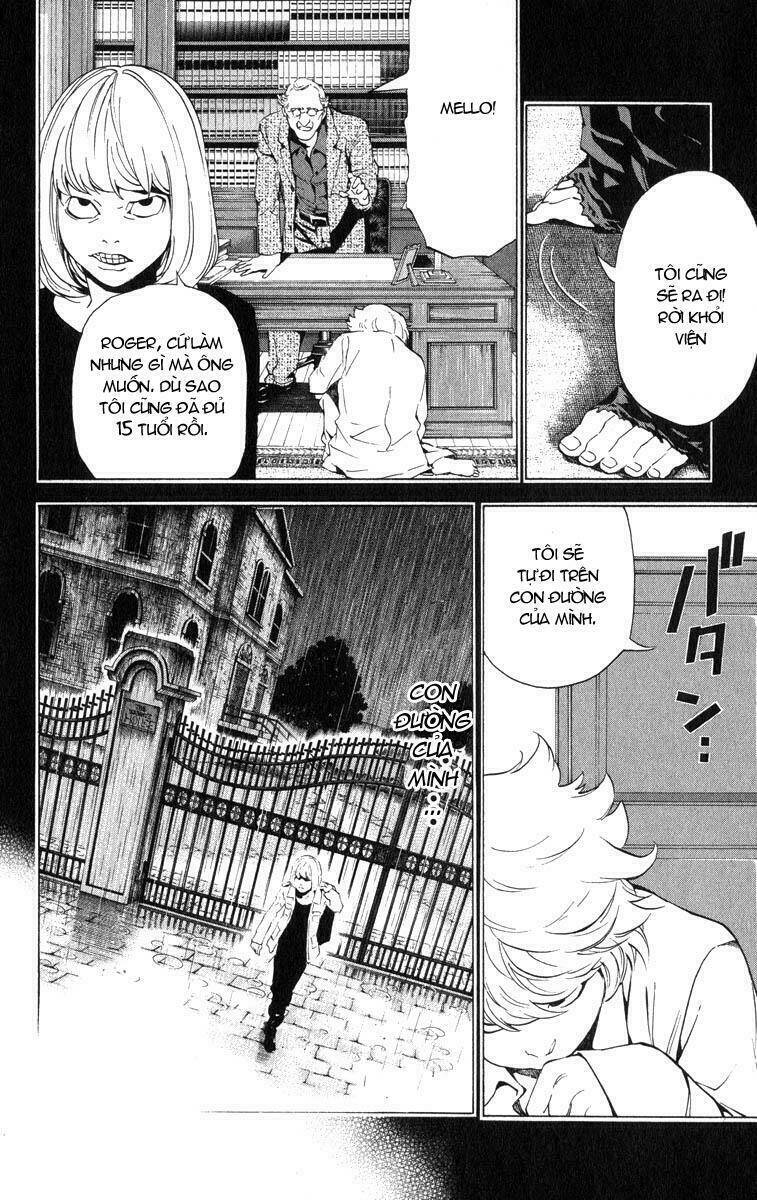 TÔI CŨNG
SẼ RA ĐI!
RỜI KHỎI
VIỆN
MELLO!
ROGER, CỨ LÀM
NHUNG GÌ MÀ ÔNG
MUỐN. DÙ SAO
TÔI CŨNG ĐÃ ĐỦ
15 TUỔI RỒI.
TÔI SẼ
TỰ ĐI TRÊN
CON ĐƯỜNG
CỦA MÌNH.
バタン…
CON
ĐƯỜNG
CỦA
MÌNH
……